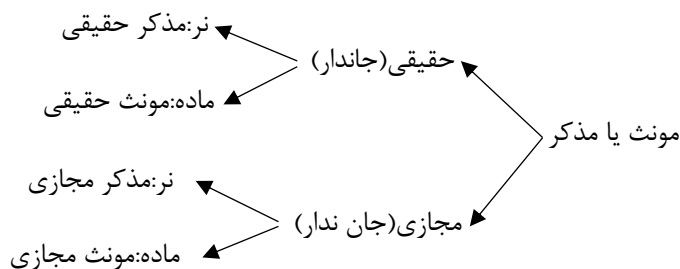 نر:مذکر حقیقی
حقیقی(جاندار)
ماده:مونث حقیقی
مونث یا مذکر
نر:مذکر مجازی
مجازی(جان ندار)
ماده:مونث مجازی